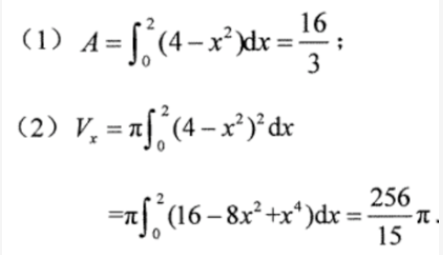 (1) A = ∫₀² (4 − x²)dx = 16/3 ;
(2) Vₓ = π∫₀² (4 − x²)² dx
=π∫₀² (16 − 8x² +x⁴)dx = 256/15 π .